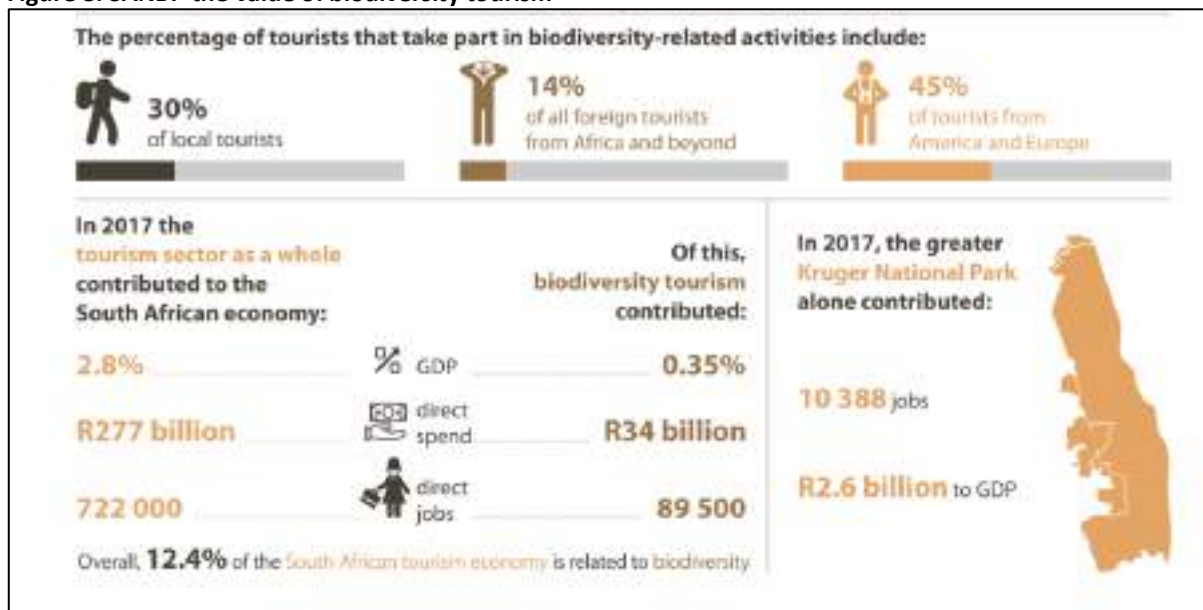 The percentage of tourists that take part in biodiversity-related activities include:
30%
of local tourists
14%
of all foreign tourists
from Africa and beyond
45%
of tourists from
America and Europe
In 2017 the
tourism sector as a whole
contributed to the
South African economy:
Of this,
biodiversity tourism
contributed:
2.8% % GDP 0.35%
R277 billion direct spend R34 billion
722 000 direct jobs 89 500
Overall, 12.4% of the South African tourism economy is related to biodiversity
In 2017, the greater
Kruger National Park
alone contributed:
10 388 jobs
R2.6 billion to GDP